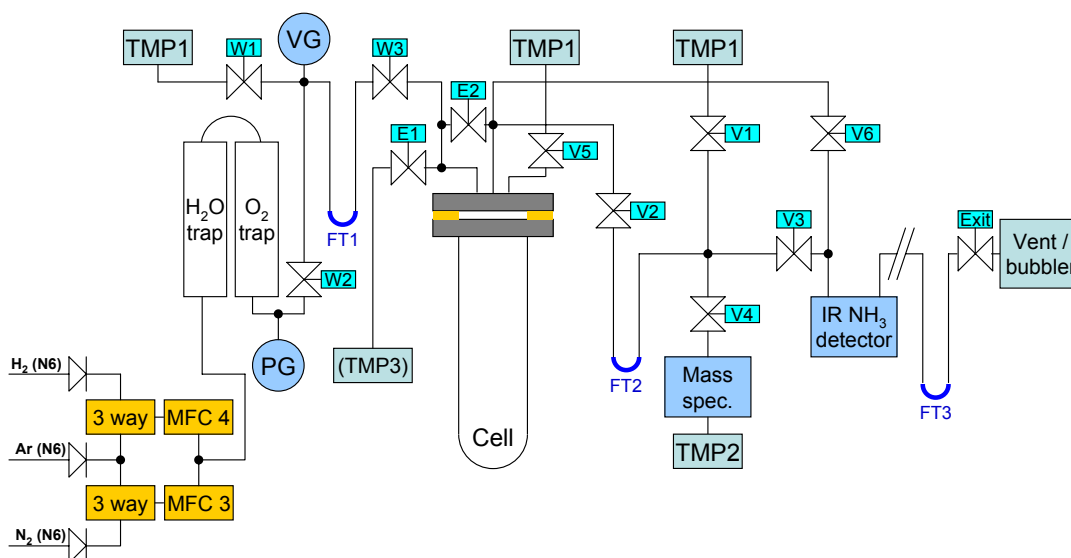 TMP1
W1
VG
W3
TMP1
TMP1
E2
E1
V5
V1
V6
H₂O
trap
O₂
trap
FT1
V2
V3
Exit
Vent /
bubbler
W2
V4
IR NH₃
detector
PG
(TMP3)
FT2
Mass
spec.
FT3
H₂ (N6)
3 way
MFC 4
Cell
TMP2
Ar (N6)
3 way
MFC 3
N₂ (N6)